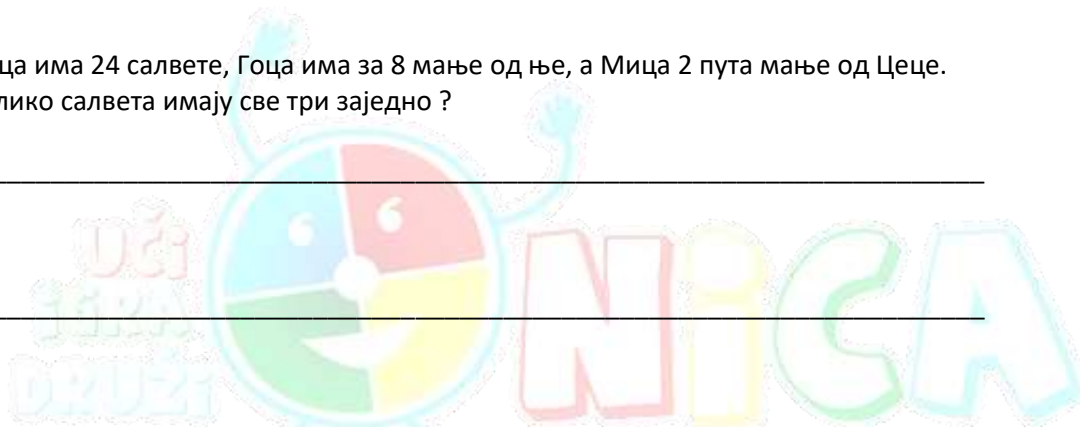 ца има 24 салвете, Гоца има за 8 мање од ње, а Мица 2 пута мање од Цеце.
лико салвета имају све три заједно ?
UČi
iGRA
DRUŽi
NiCA